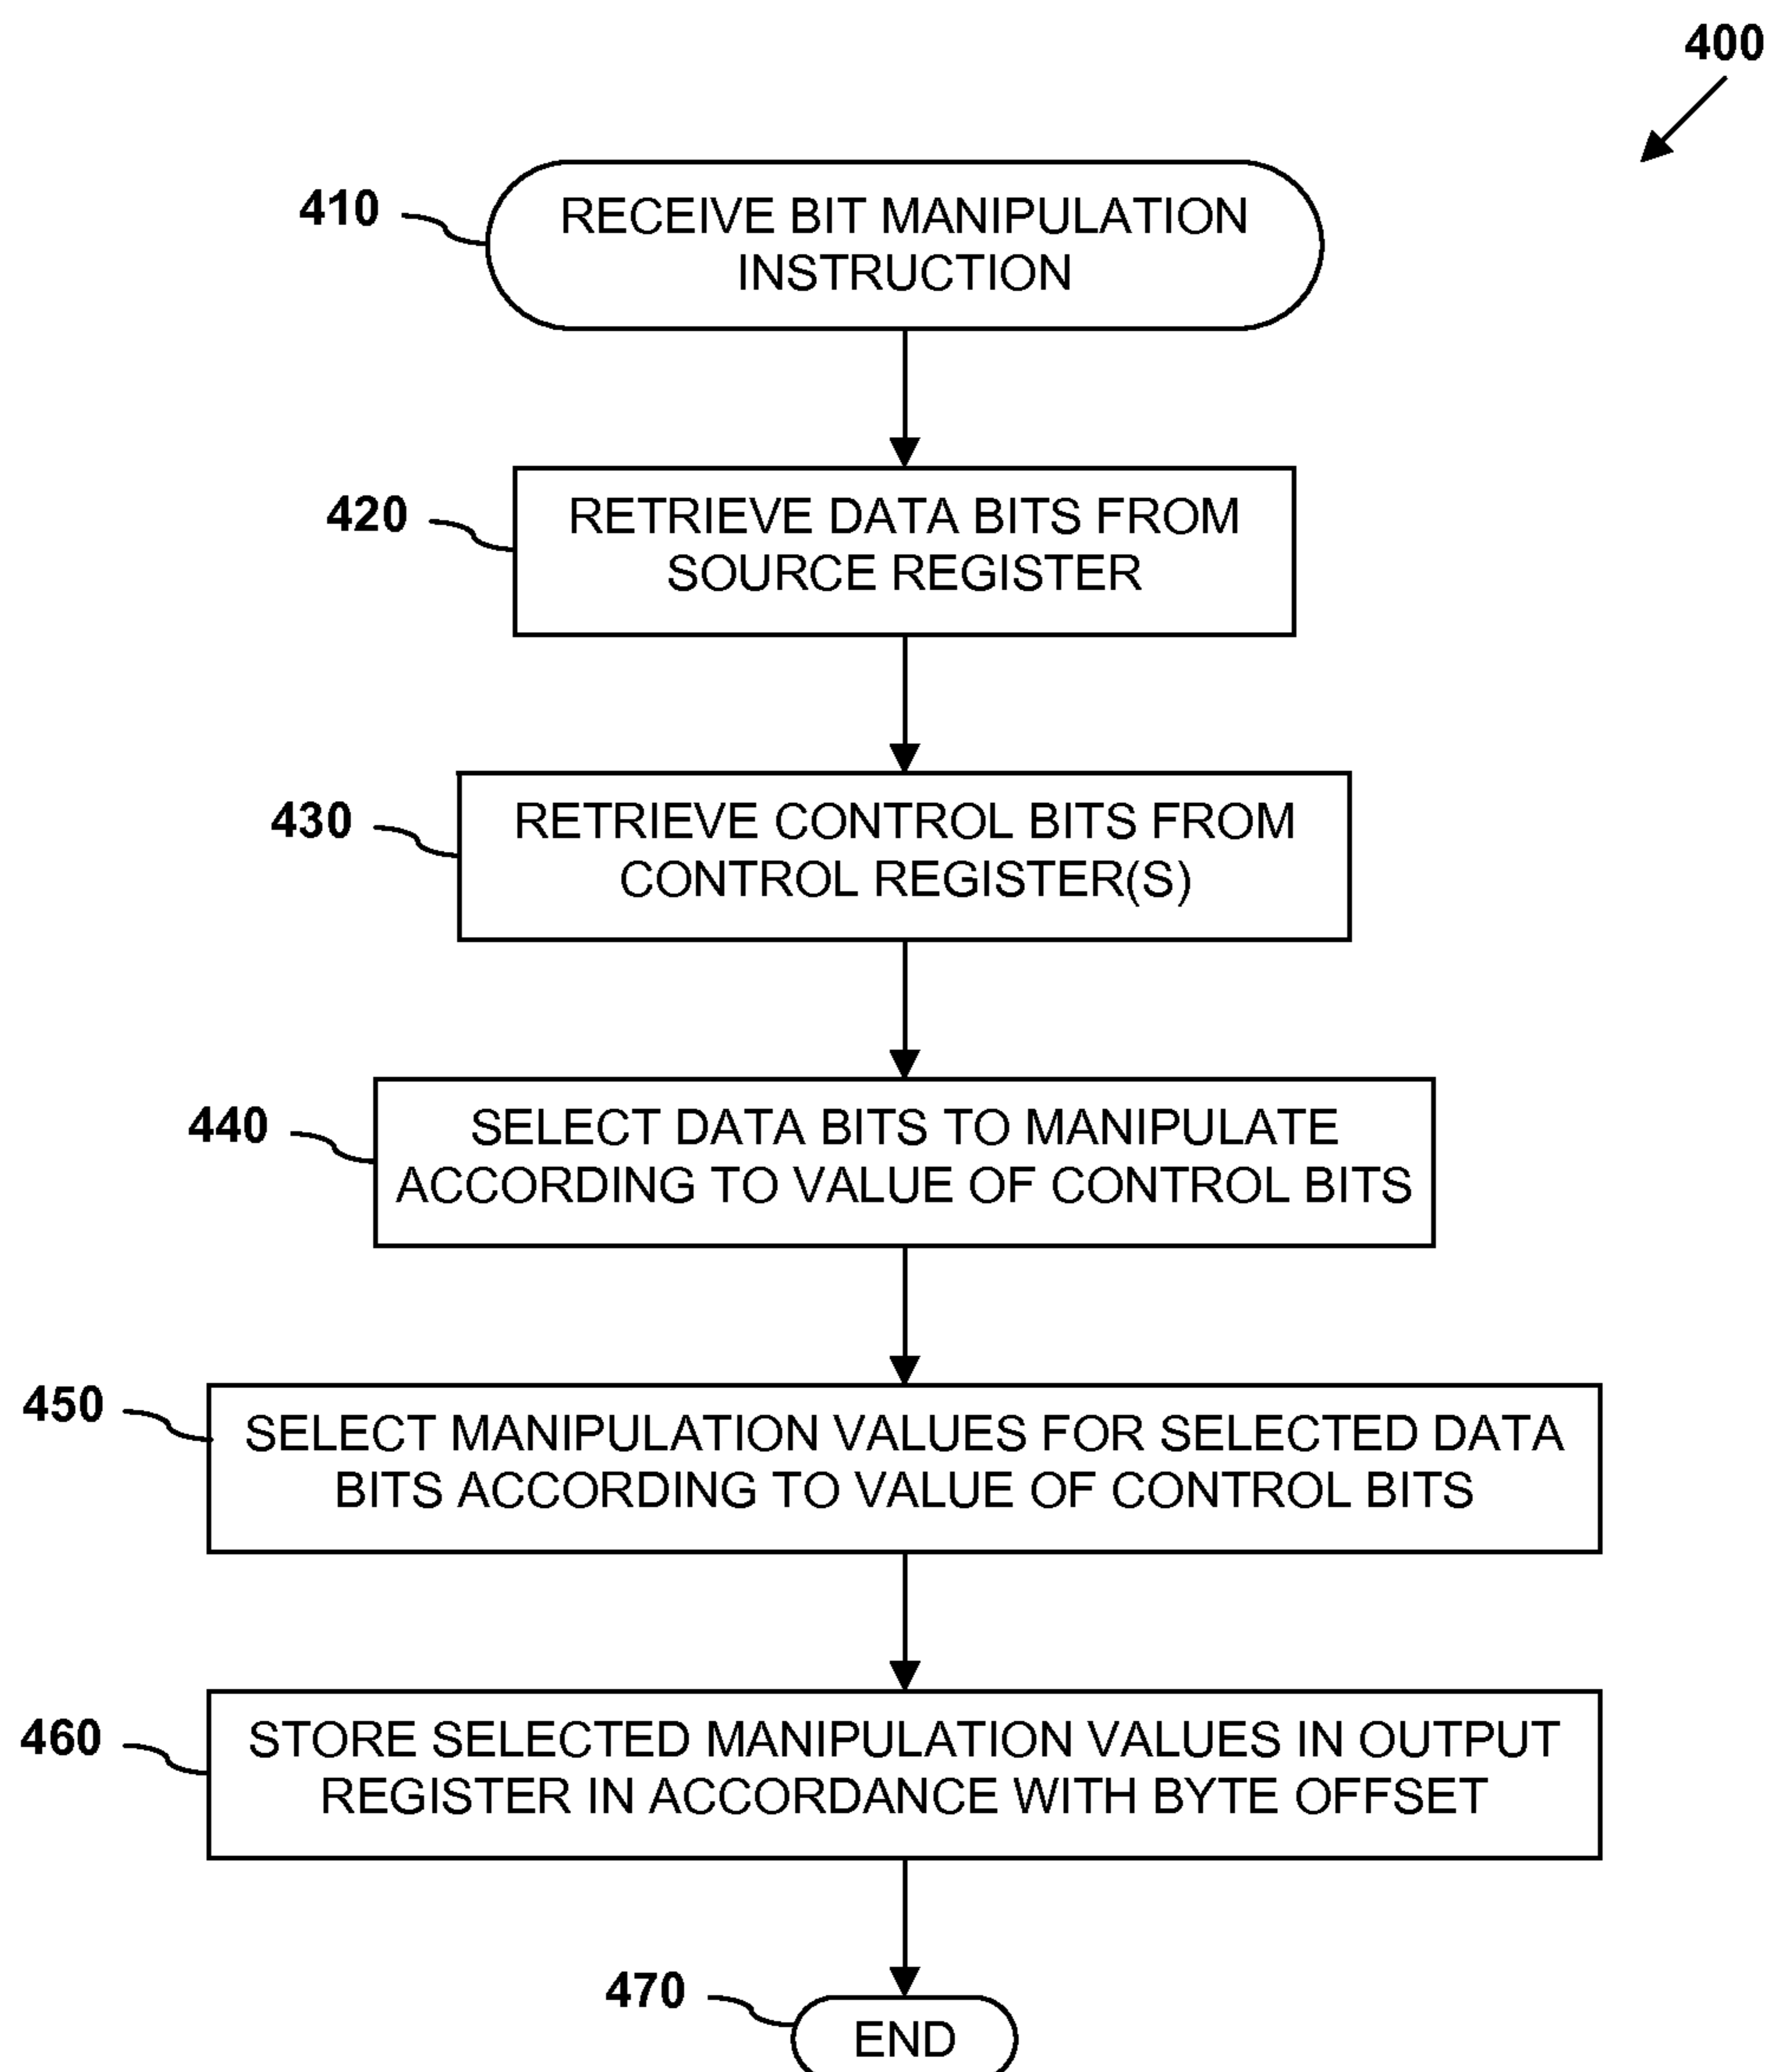 400
410
RECEIVE BIT MANIPULATION
INSTRUCTION
420
RETRIEVE DATA BITS FROM
SOURCE REGISTER
430
RETRIEVE CONTROL BITS FROM
CONTROL REGISTER(S)
440
SELECT DATA BITS TO MANIPULATE
ACCORDING TO VALUE OF CONTROL BITS
450
SELECT MANIPULATION VALUES FOR SELECTED DATA
BITS ACCORDING TO VALUE OF CONTROL BITS
460
STORE SELECTED MANIPULATION VALUES IN OUTPUT
REGISTER IN ACCORDANCE WITH BYTE OFFSET
470
END